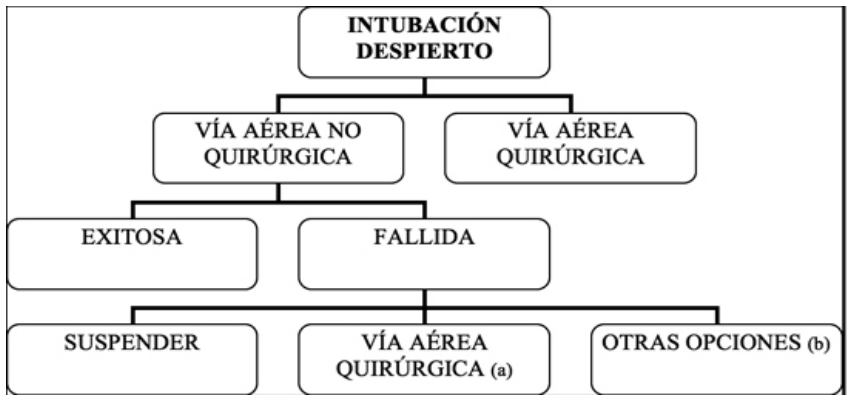 INTUBACIÓN
DESPIERTO
VÍA AÉREA NO
QUIRÚRGICA
VÍA AÉREA
QUIRÚRGICA
EXITOSA
FALLIDA
SUSPENDER
VÍA AÉREA
QUIRÚRGICA (a)
OTRAS OPCIONES (b)